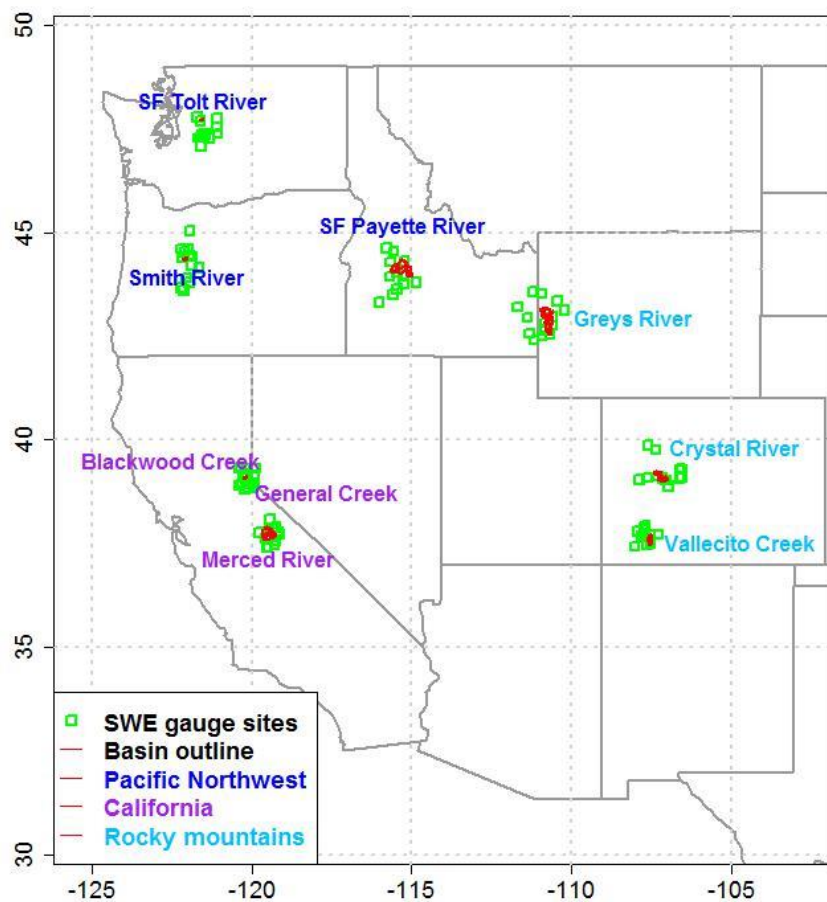 50
SF Tolt River
45
SF Payette River
Smith River
Greys River
40
Blackwood Creek
Crystal River
General Creek
Merced River
Vallecito Creek
35
SWE gauge sites
Basin outline
Pacific Northwest
California
Rocky mountains
30
-125 -120 -115 -110 -105